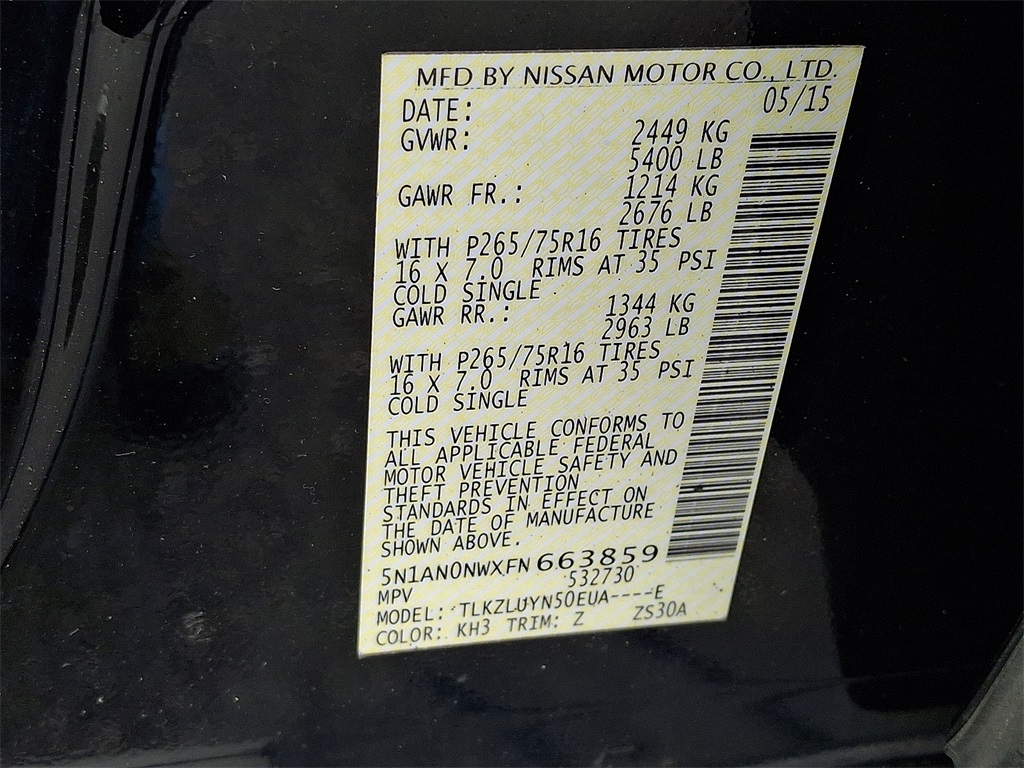 MFD BY NISSAN MOTOR CO., LTD.
DATE: 05/15
GVWR: 2449 KG
5400 LB
GAWR FR.: 1214 KG
2676 LB
WITH P265/75R16 TIRES
16 X 7.0 RIMS AT 35 PSI
COLD SINGLE
GAWR RR.: 1344 KG
2963 LB
WITH P265/75R16 TIRES
16 X 7.0 RIMS AT 35 PSI
COLD SINGLE
THIS VEHICLE CONFORMS TO
ALL APPLICABLE FEDERAL
MOTOR VEHICLE SAFETY AND
THEFT PREVENTION
STANDARDS IN EFFECT ON
THE DATE OF MANUFACTURE
SHOWN ABOVE.
5N1AN0NWXFN663859
MPV 532730
MODEL: TLKZLUYN50EUA----E
COLOR: KH3 TRIM: Z ZS30A